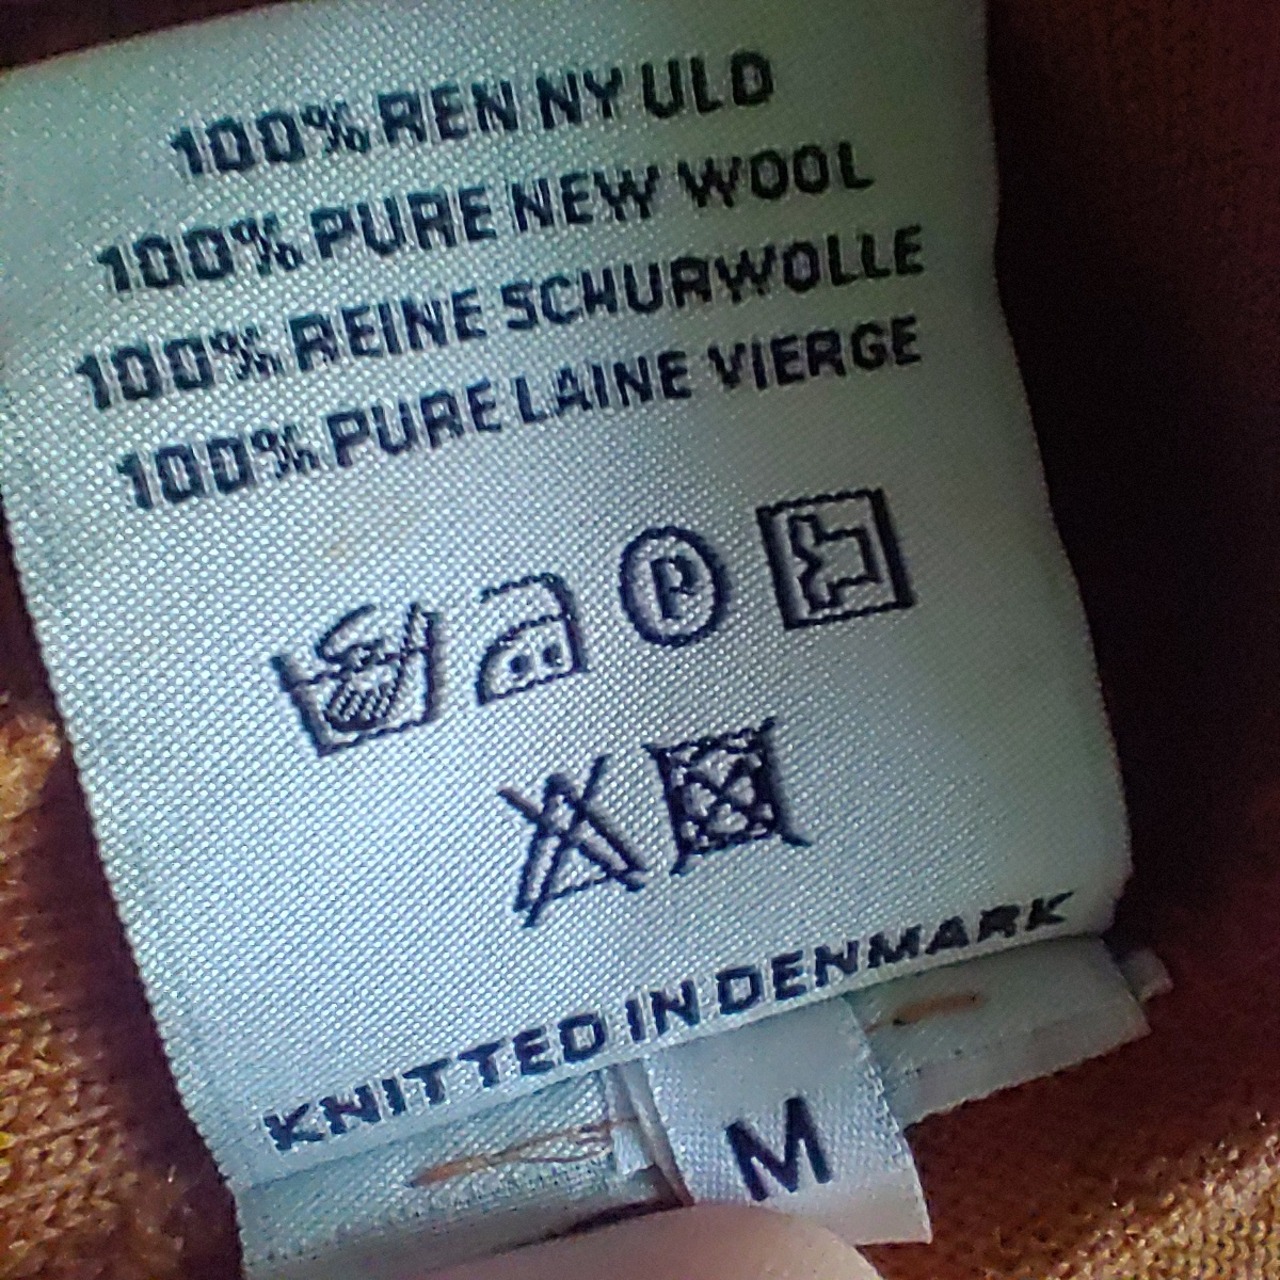 100% REN NY ULD
100% PURE NEW WOOL
100% REINE SCHURWOLLE
100% PURE LAINE VIERGE
P
KNITTED IN DENMARK
M